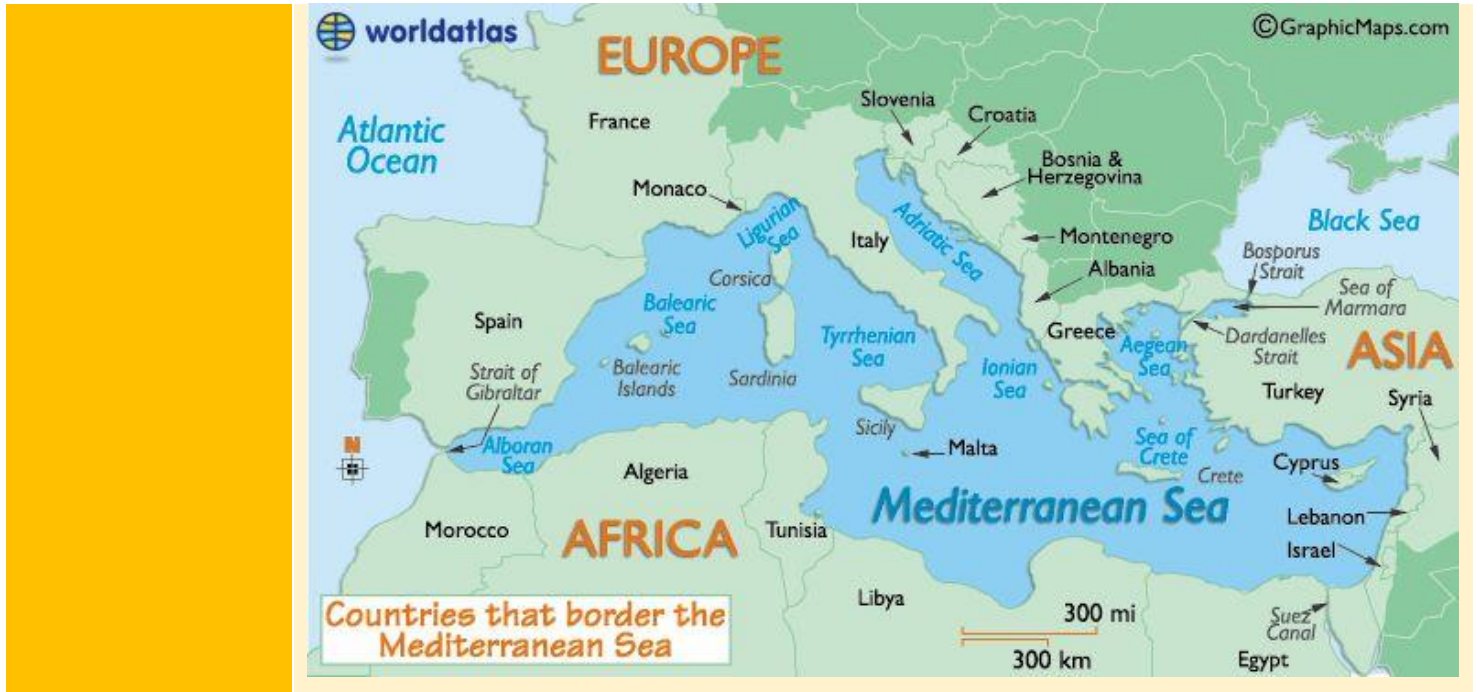 worldatlas
©GraphicMaps.com
EUROPE
Atlantic
Ocean
France
Slovenia
Croatia
Bosnia &
Herzegovina
Monaco
Ligurian
Sea
Adriatic Sea
Italy
Montenegro
Albania
Black Sea
Bosporus
Strait
Sea of
Marmara
Corsica
Balearic
Sea
Spain
Tyrrhenian
Sea
Greece
Aegean
Sea
Dardanelles
Strait
ASIA
Strait of
Gibraltar
Balearic
Islands
Sardinia
Ionian
Sea
Turkey
Syria
Sicily
Alboran
Sea
Malta
Sea of
Crete
Crete
Cyprus
N
Algeria
Mediterranean Sea
Lebanon
Morocco
AFRICA
Tunisia
Israel
Libya
Countries that border the
Mediterranean Sea
300 mi
300 km
Suez
Canal
Egypt